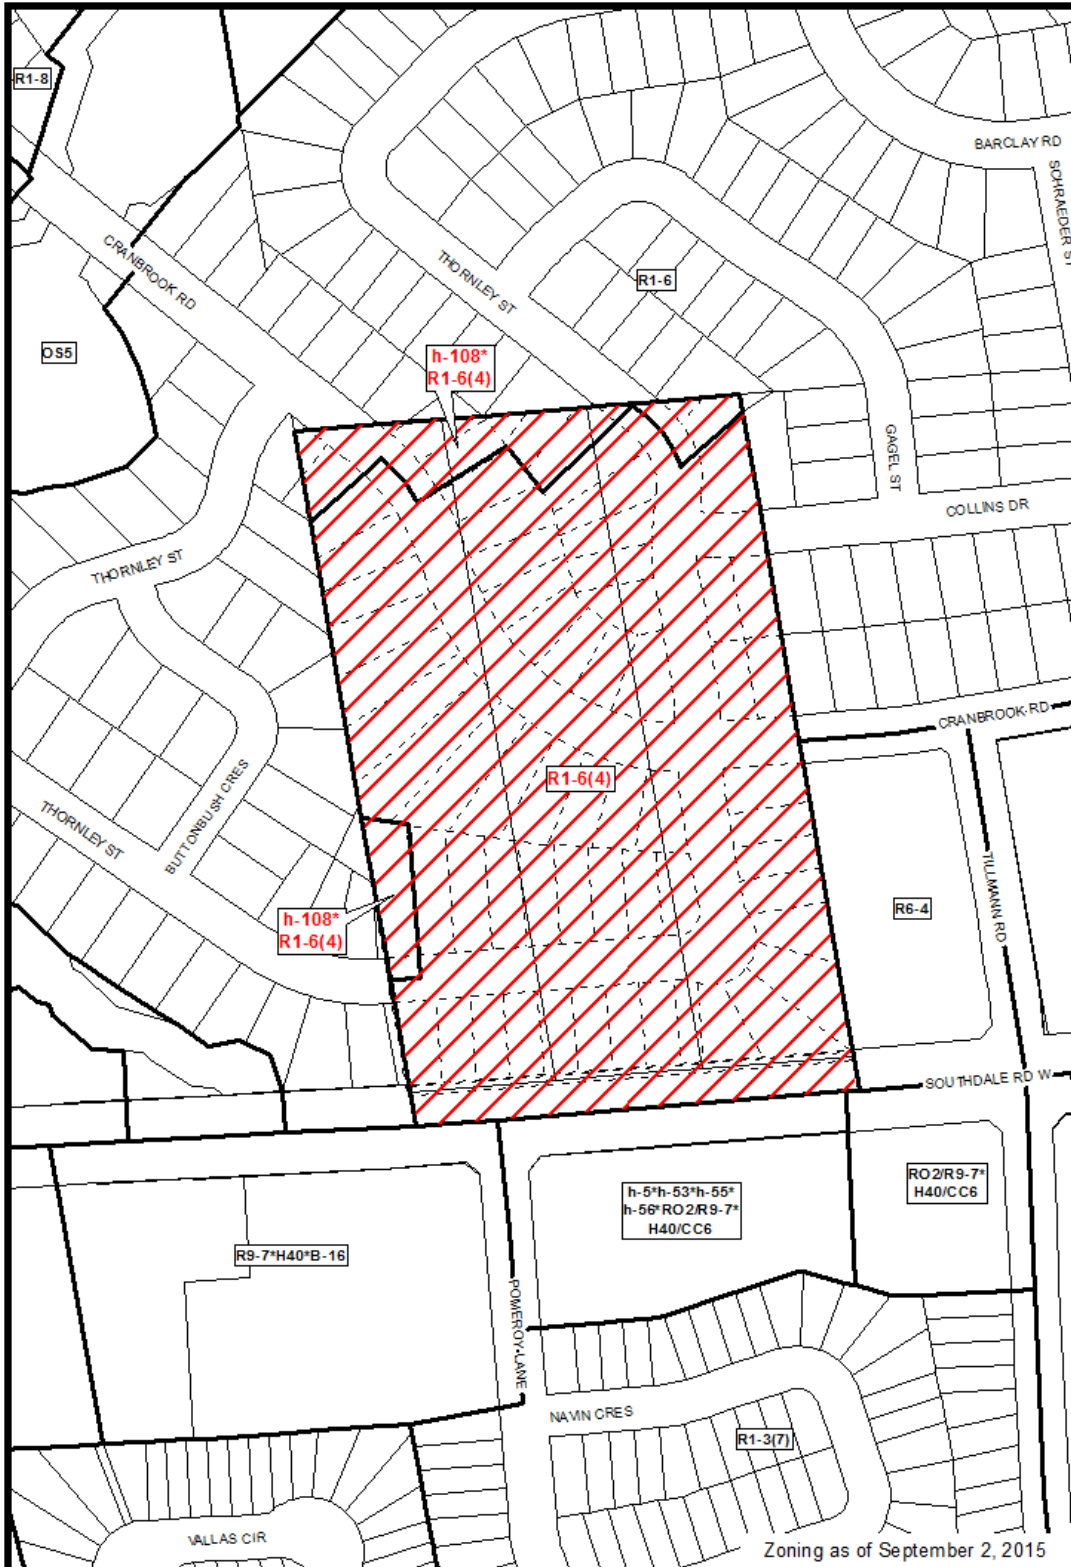 R1-8
BARCLAY RD
SCHRAEDER ST
CRANBROOK RD
THORNLEY ST
R1-6
OS5
h-108*
R1-6(4)
GAGEL ST
COLLINS DR
THORNLEY ST
CRANBROOK RD
R1-6(4)
BUTTONBUSH CRES
THORNLEY ST
TILLMANN RD
R6-4
h-108*
R1-6(4)
SOUTHDALE RD W
h-5*h-53*h-55*
h-56*RO2/R9-7*
H40/CC6
RO2/R9-7*
H40/CC6
R9-7*H40*B-16
POMEROY LANE
NAVIN CRES
R1-3(7)
VALLAS CIR
Zoning as of September 2, 2015